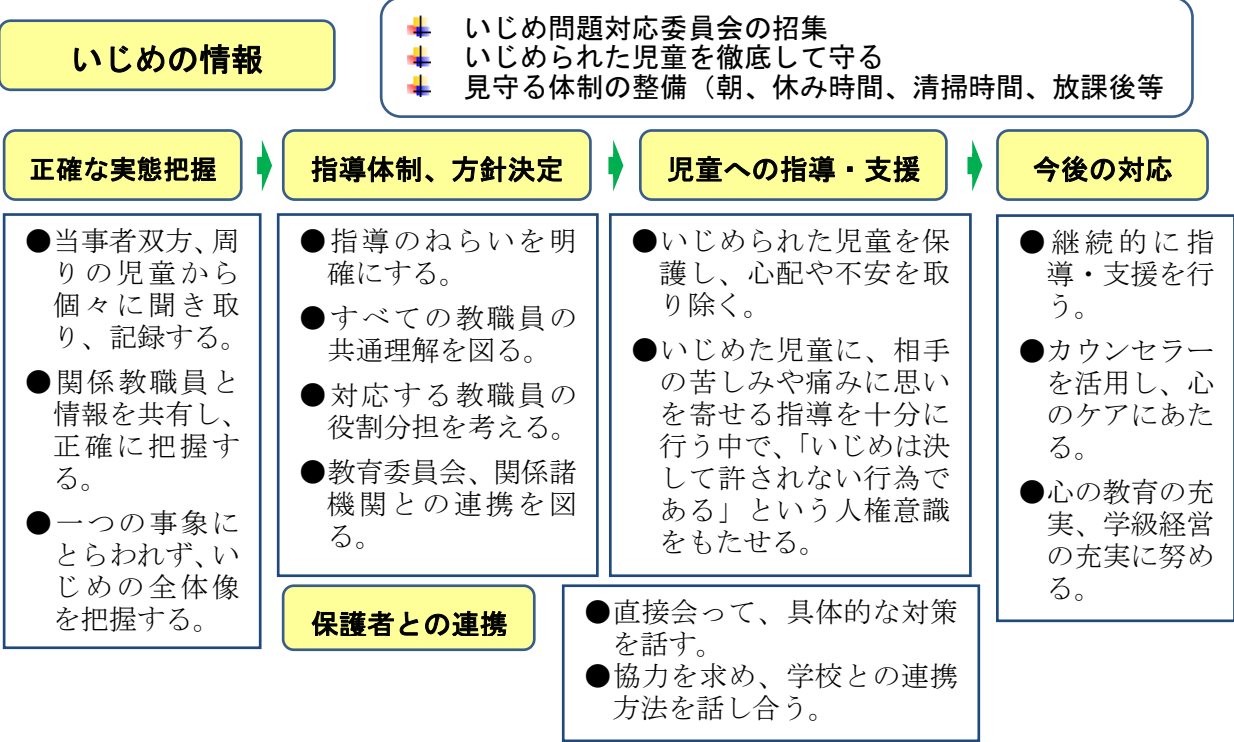 いじめの情報
いじめ問題対応委員会の招集
いじめられた児童を徹底して守る
見守る体制の整備（朝、休み時間、清掃時間、放課後等
正確な実態把握
指導体制、方針決定
児童への指導・支援
今後の対応
●当事者双方、周
りの児童から
個々に聞き取
り、記録する。
●関係教職員と
情報を共有し、
正確に把握す
る。
●一つの事象に
とらわれず、い
じめの全体像
を把握する。
●指導のねらいを明
確にする。
●すべての教職員の
共通理解を図る。
●対応する教職員の
役割分担を考える。
●教育委員会、関係諸
機関との連携を図
る。
●いじめられた児童を保
護し、心配や不安を取
り除く。
●いじめた児童に、相手
の苦しみや痛みに思い
を寄せる指導を十分に
行う中で、「いじめは決
して許されない行為で
ある」という人権意識
をもたせる。
●継続的に指
導・支援を行
う。
●カウンセラー
を活用し、心
のケアにあた
る。
●心の教育の充
実、学級経営
の充実に努め
る。
保護者との連携
●直接会って、具体的な対策
を話す。
●協力を求め、学校との連携
方法を話し合う。